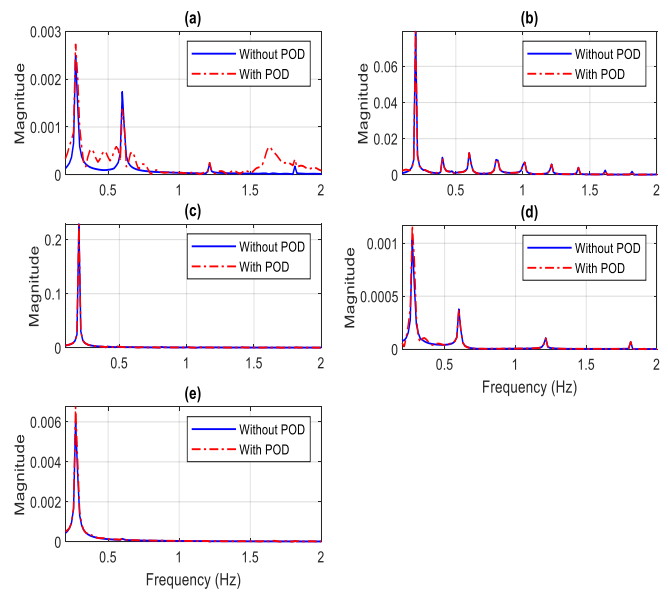 (a)
0.003
0.002
0.001
0
Magnitude
Without POD
With POD
0.5
1
1.5
2
(b)
0.06
0.04
0.02
0
Magnitude
Without POD
With POD
0.5
1
1.5
2
(c)
0.2
0.1
0
Magnitude
Without POD
With POD
0.5
1
1.5
2
(d)
0.001
0.0005
0
Magnitude
Without POD
With POD
0.5
1
1.5
2
Frequency (Hz)
(e)
0.006
0.004
0.002
0
Magnitude
Without POD
With POD
0.5
1
1.5
2
Frequency (Hz)